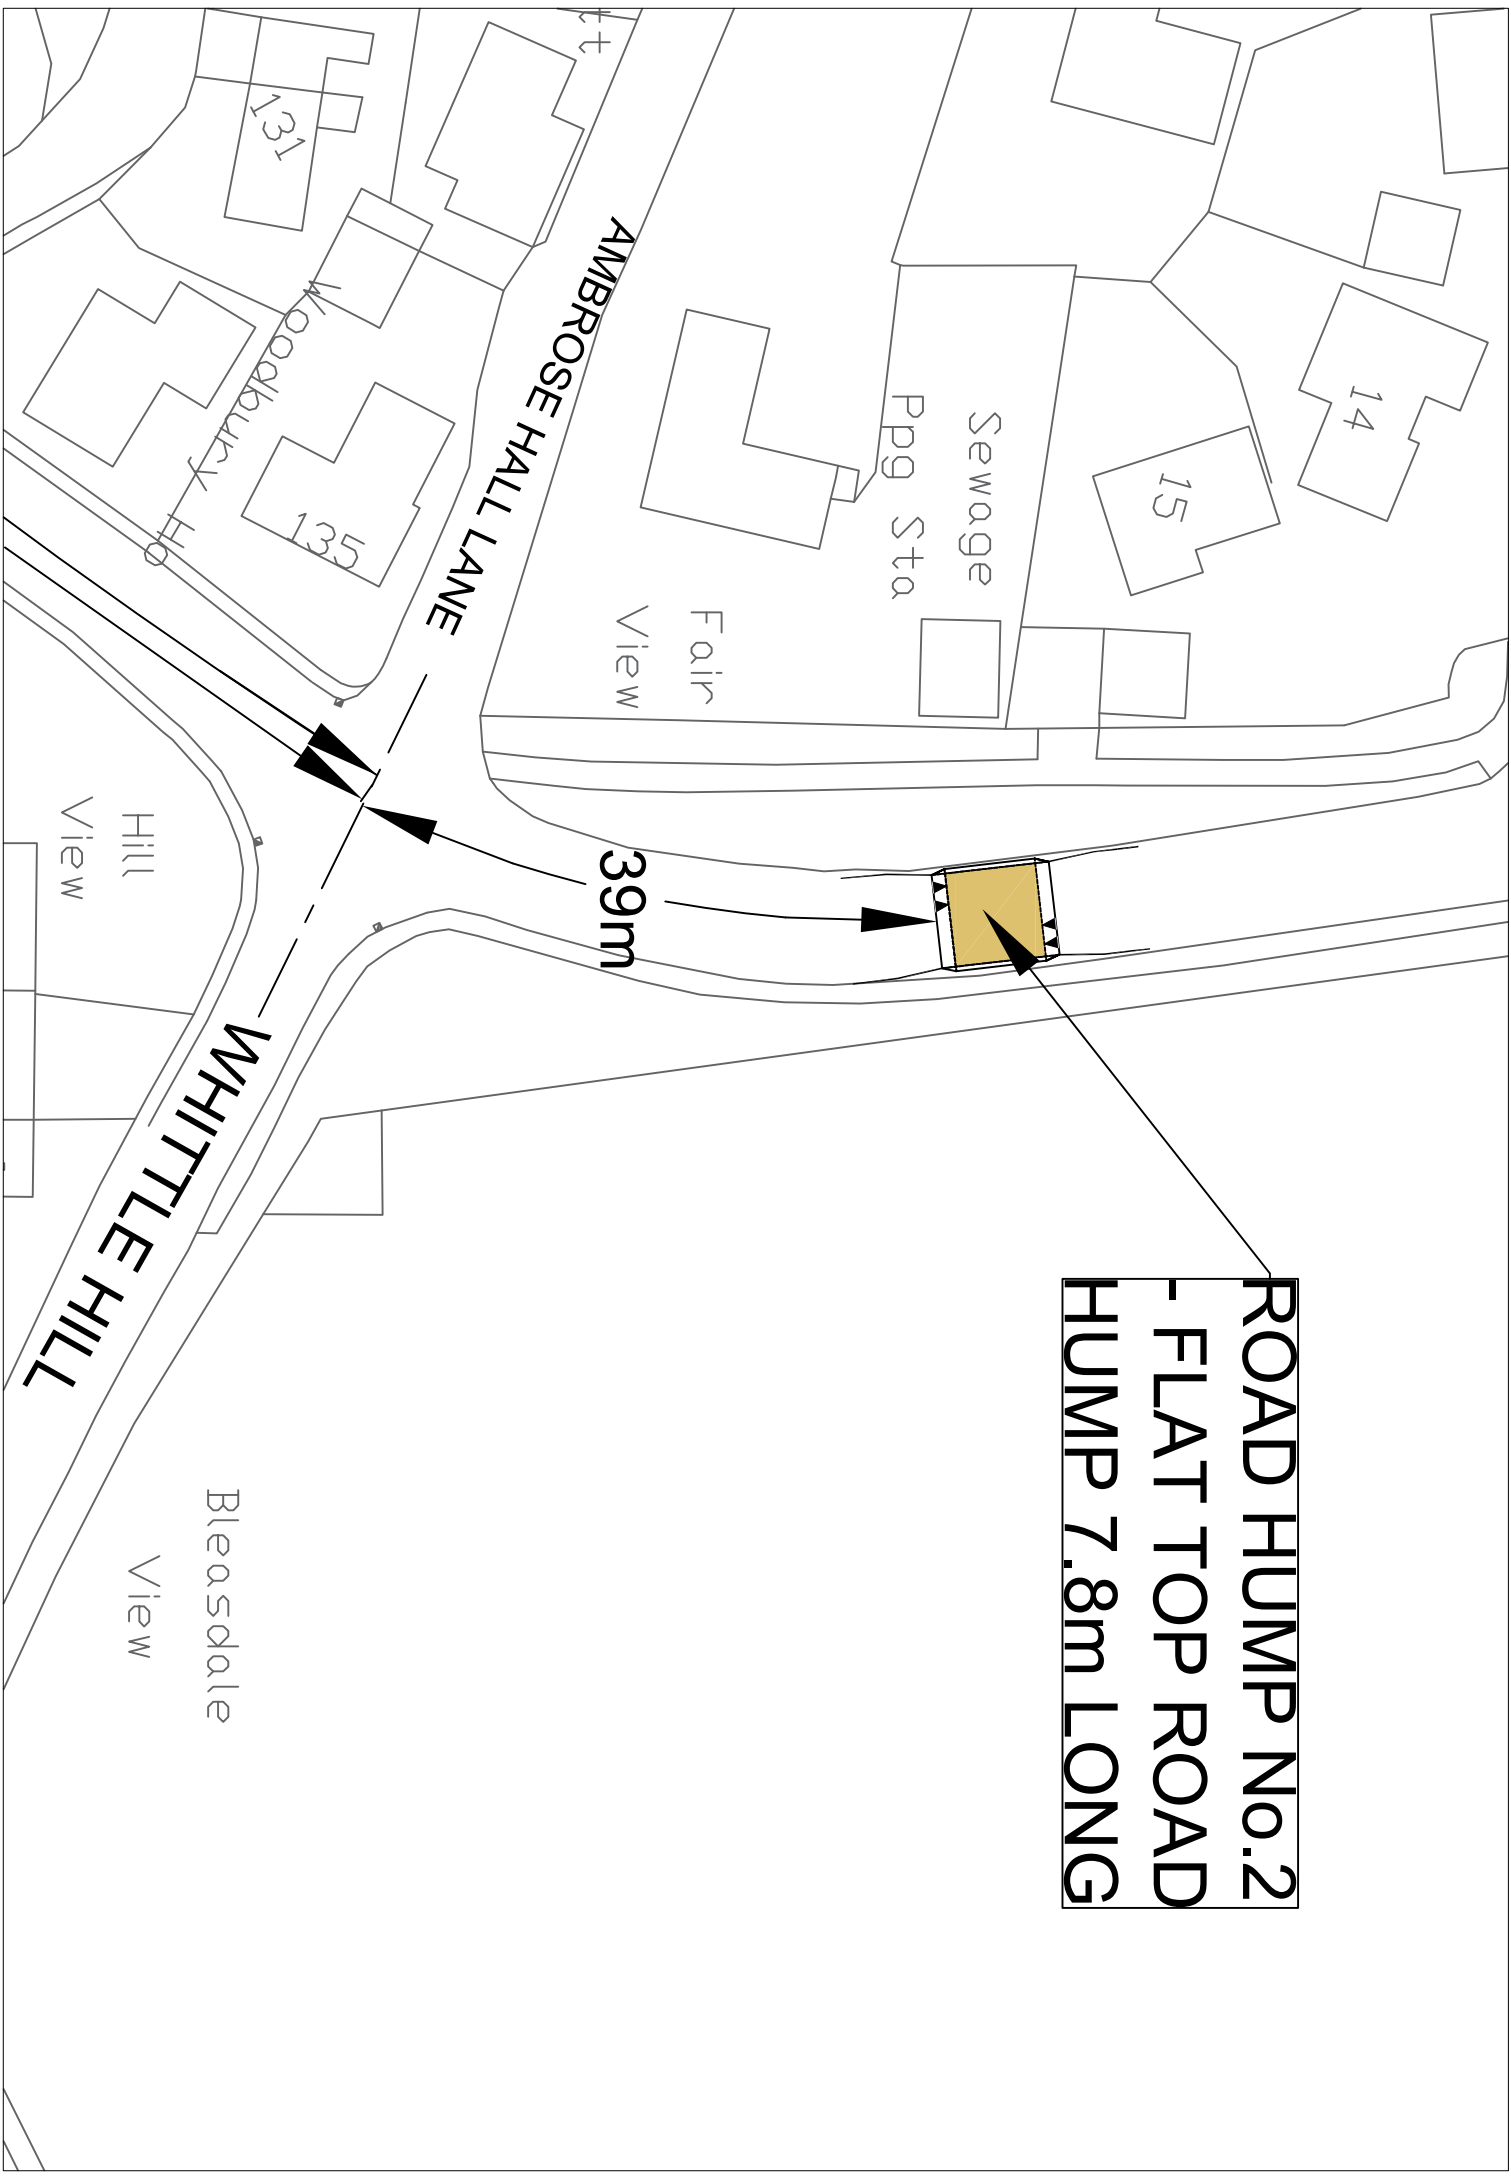 ROAD HUMP No.2
- FLAT TOP ROAD
HUMP 7.8m LONG
14
15
Sewage
Ppg Sta
Fair
View
AMBROSE HALL LANE
39m
131
Woodbury Ho
135
Hill
View
WHITTLE HILL
Bleasdale
View
tt